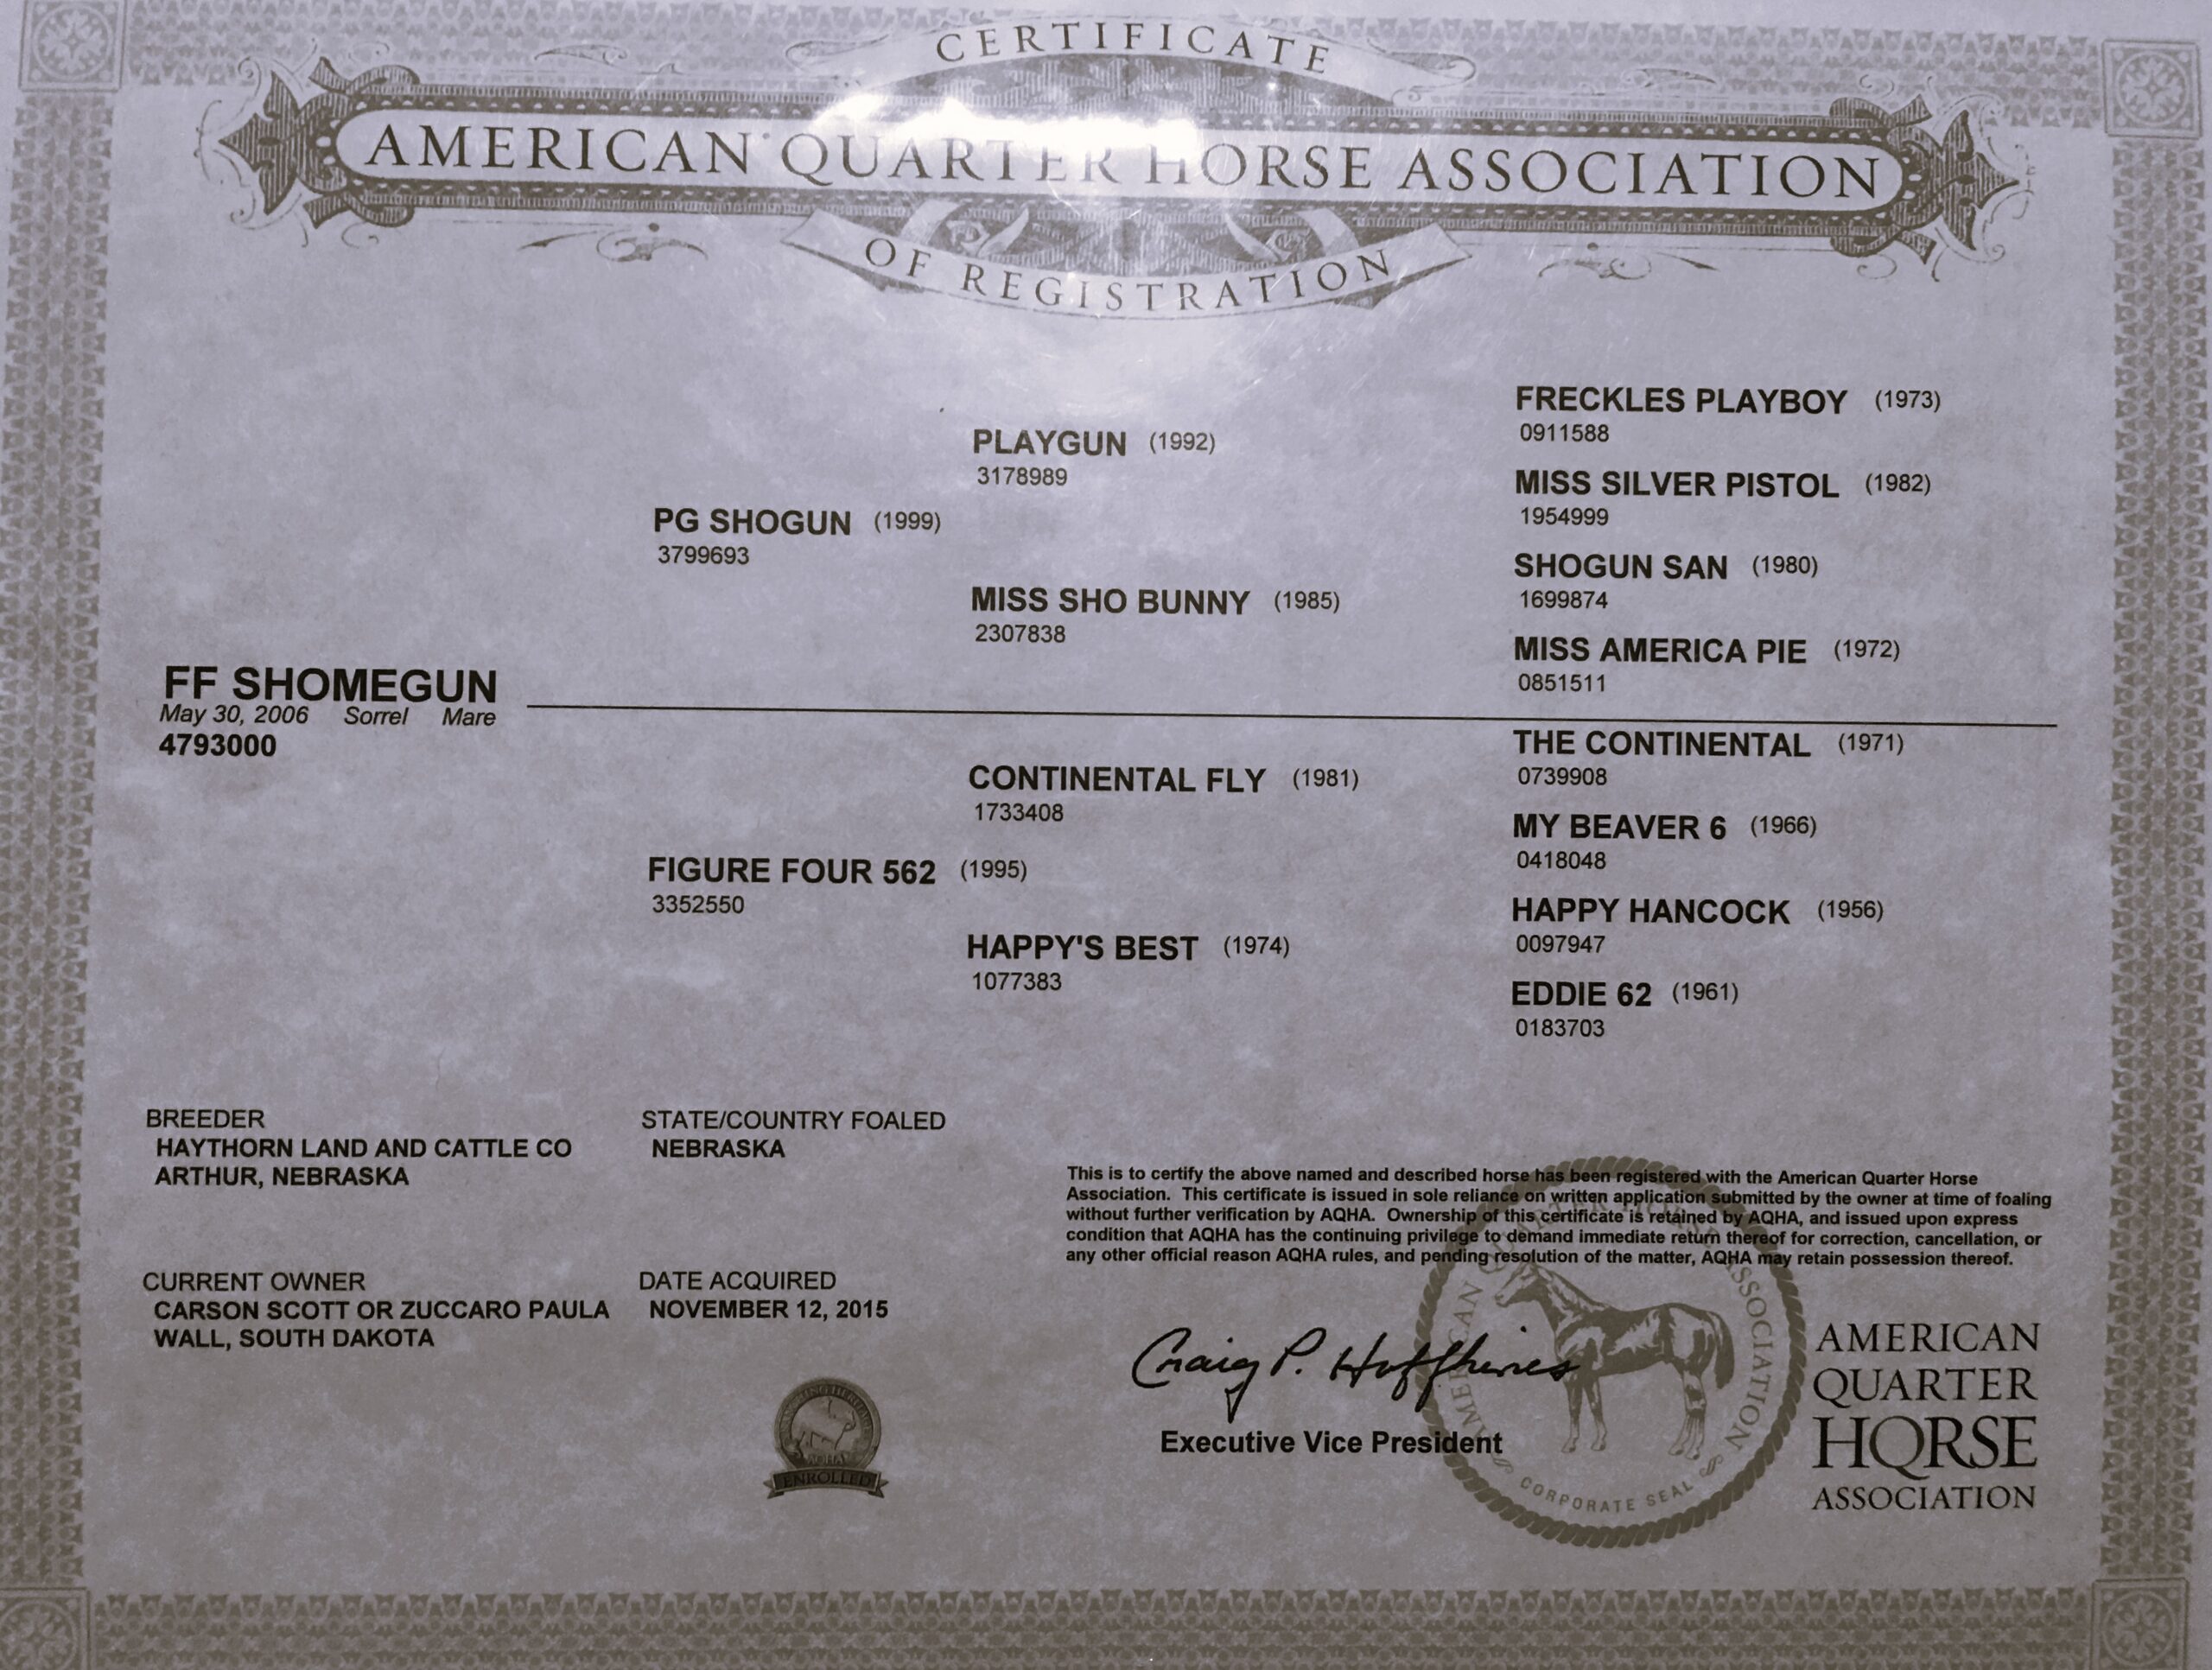 CERTIFICATE
AMERICAN QUARTER HORSE ASSOCIATION
OF REGISTRATION
FRECKLES PLAYBOY (1973)
0911588
PLAYGUN (1992)
3178989
MISS SILVER PISTOL (1982)
1954999
PG SHOGUN (1999)
3799693
SHOGUN SAN (1980)
1699874
MISS SHO BUNNY (1985)
2307838
MISS AMERICA PIE (1972)
0851511
FF SHOMEGUN
May 30, 2006 Sorrel Mare
4793000
THE CONTINENTAL (1971)
0739908
CONTINENTAL FLY (1981)
1733408
MY BEAVER 6 (1966)
0418048
FIGURE FOUR 562 (1995)
3352550
HAPPY HANCOCK (1956)
0097947
HAPPY'S BEST (1974)
1077383
EDDIE 62 (1961)
0183703
BREEDER
HAYTHORN LAND AND CATTLE CO
ARTHUR, NEBRASKA
STATE/COUNTRY FOALED
NEBRASKA
This is to certify the above named and described horse has been registered with the American Quarter Horse
Association. This certificate is issued in sole reliance on written application submitted by the owner at time of foaling
without further verification by AQHA. Ownership of this certificate is retained by AQHA, and issued upon express
condition that AQHA has the continuing privilege to demand immediate return thereof for correction, cancellation, or
any other official reason AQHA rules, and pending resolution of the matter, AQHA may retain possession thereof.
CURRENT OWNER
CARSON SCOTT OR ZUCCARO PAULA
WALL, SOUTH DAKOTA
DATE ACQUIRED
NOVEMBER 12, 2015
Craig P. Huffhines
Executive Vice President
AMERICAN QUARTER HORSE ASSOCIATION
CORPORATE SEAL
AMERICAN
QUARTER
HORSE
ASSOCIATION
AQHA
ENROLLED